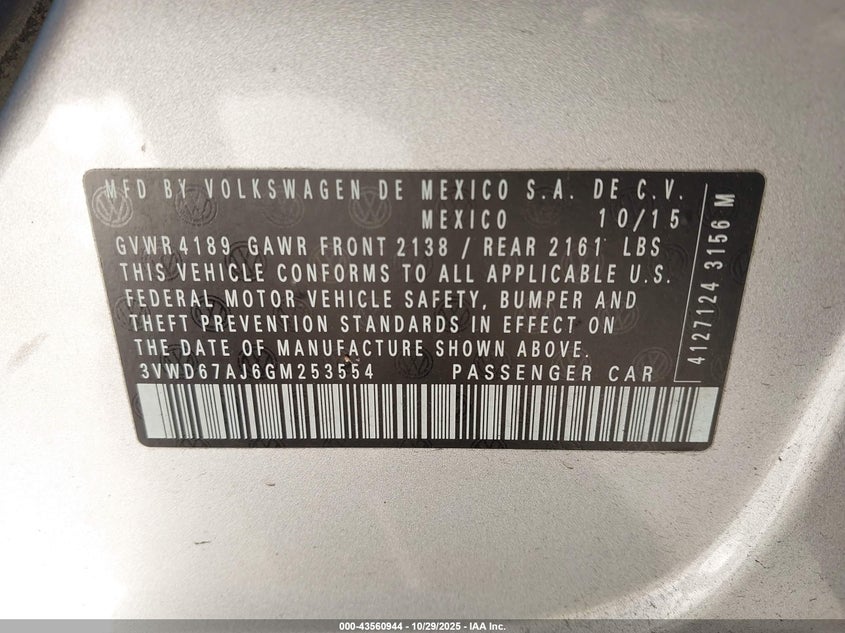 MFD BY VOLKSWAGEN DE MEXICO S.A. DE C.V.
MEXICO 10/15
GVWR 4189 GAWR FRONT 2138 / REAR 2161 LBS
THIS VEHICLE CONFORMS TO ALL APPLICABLE U.S.
FEDERAL MOTOR VEHICLE SAFETY, BUMPER AND
THEFT PREVENTION STANDARDS IN EFFECT ON
THE DATE OF MANUFACTURE SHOWN ABOVE.
3VWD67AJ6GM253554 PASSENGER CAR
4127124 3156 M
000-43560944 - 10/29/2025 - IAA Inc.